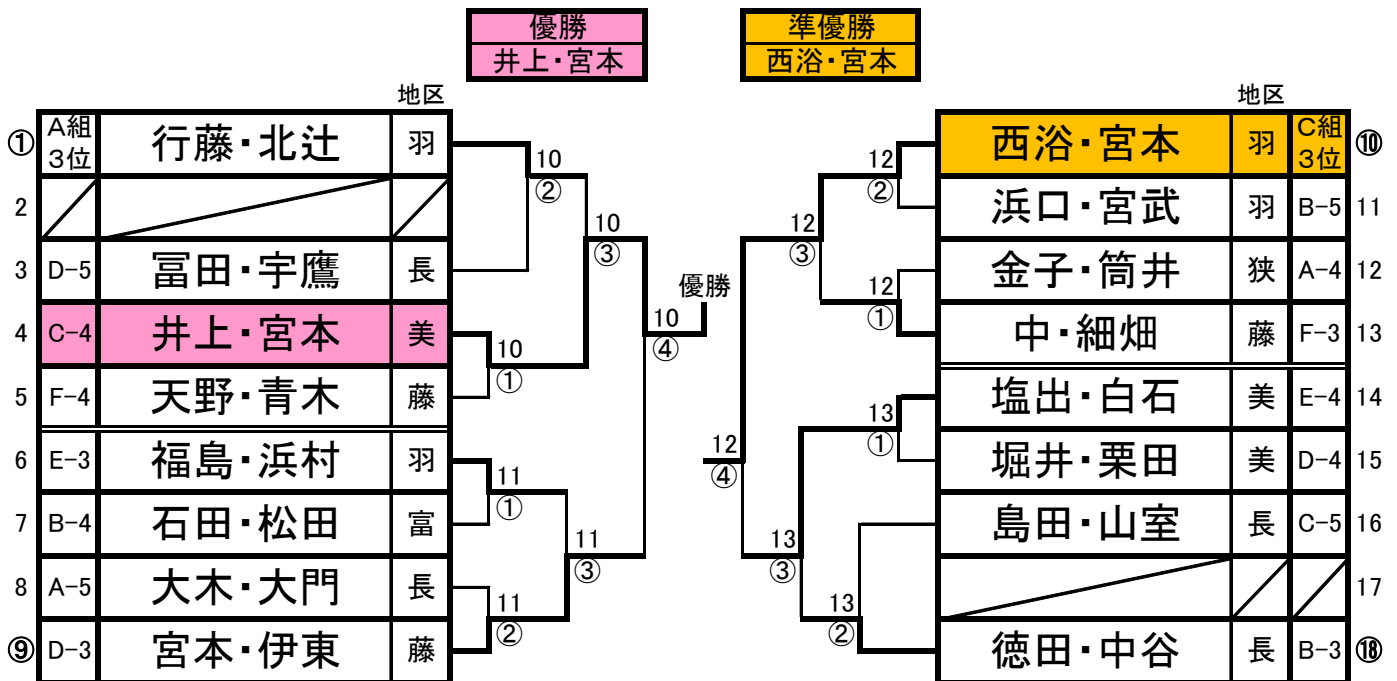 優勝
井上・宮本
準優勝
西浴・宮本
地区
① A組3位 行藤・北辻 羽
2
3 D-5 冨田・宇鷹 長
4 C-4 井上・宮本 美
5 F-4 天野・青木 藤
6 E-3 福島・浜村 羽
7 B-4 石田・松田 富
8 A-5 大木・大門 長
⑨ D-3 宮本・伊東 藤
10
②
10
①
10
③
11
①
11
②
11
③
10
④
優勝
12
④
12
③
13
③
12
②
12
①
13
①
13
②
地区
西浴・宮本 羽 C組3位 ⑩
浜口・宮武 羽 B-5 11
金子・筒井 狭 A-4 12
中・細畑 藤 F-3 13
塩出・白石 美 E-4 14
堀井・栗田 美 D-4 15
島田・山室 長 C-5 16
17
徳田・中谷 長 B-3 ⑱